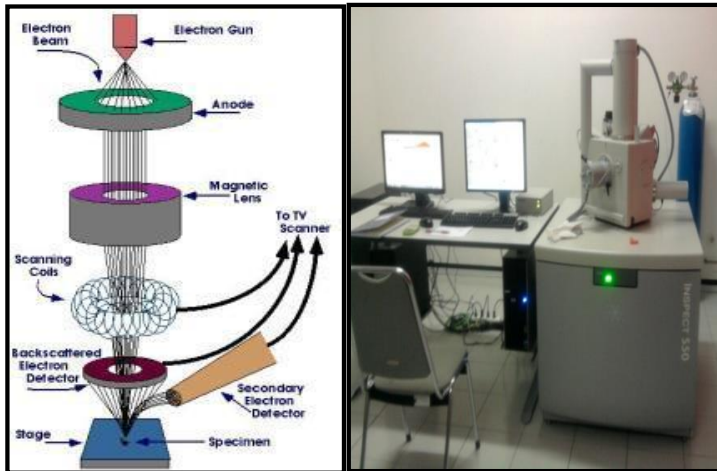 Electron
Beam
Electron Gun
Anode
Magnetic
Lens
To TV
Scanner
Scanning
Coils
Backscattered
Electron
Detector
Secondary
Electron
Detector
Stage
Specimen
INSPECT S50